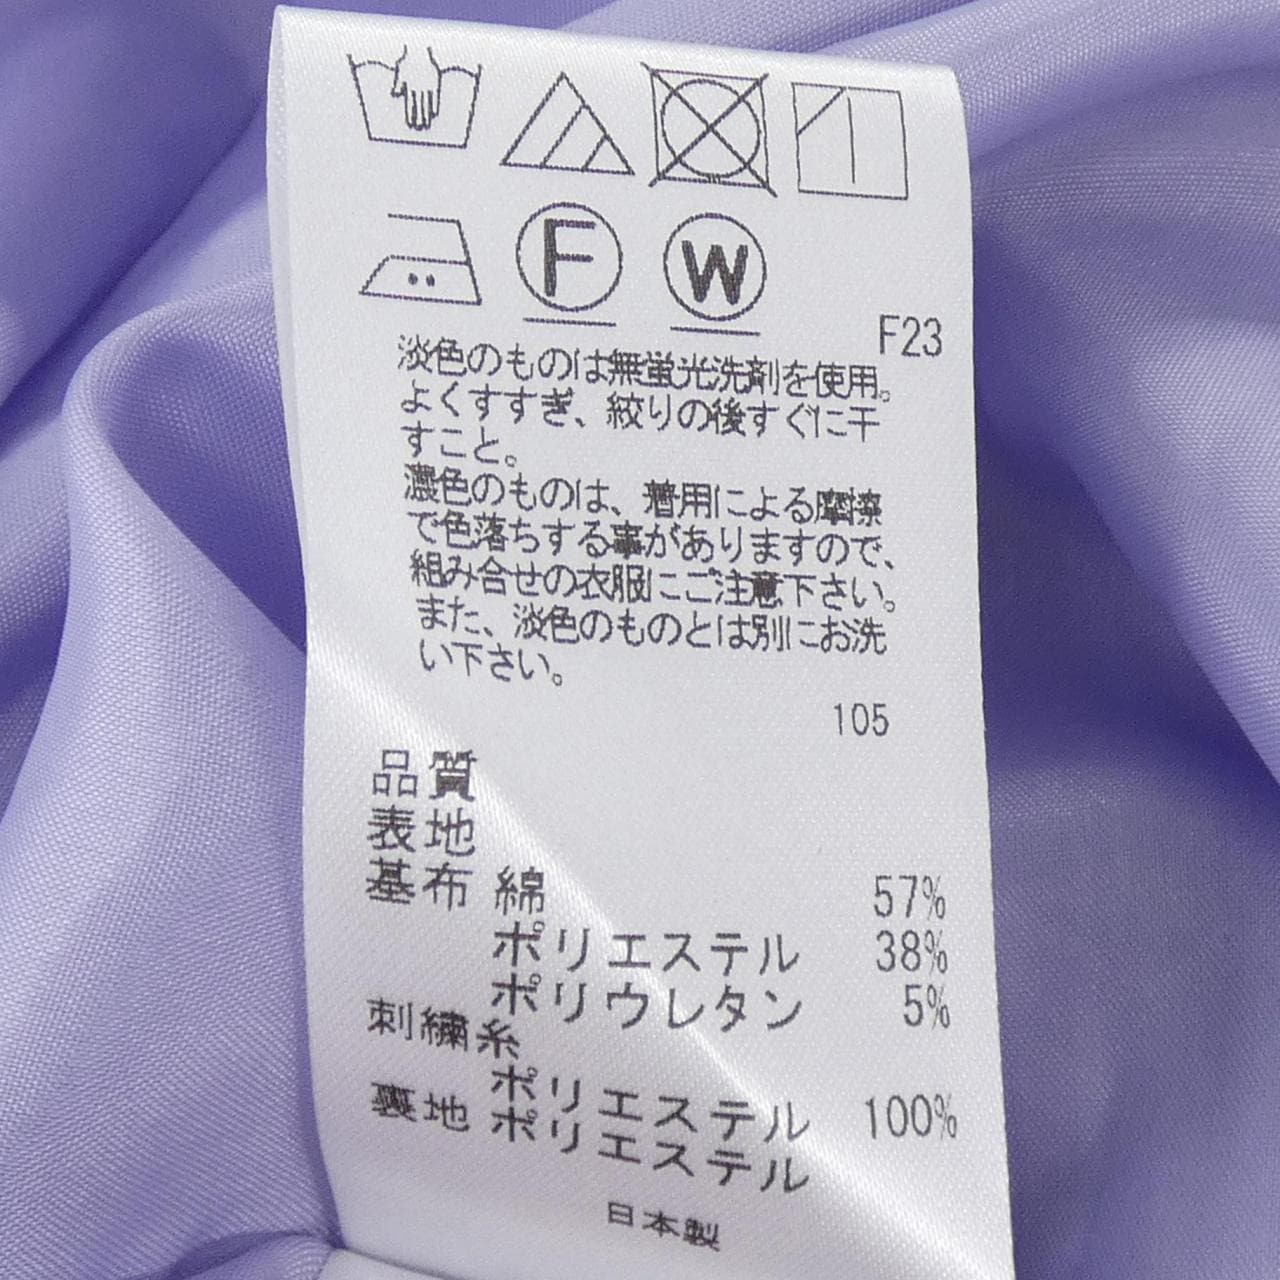 F
W
F23
淡色のものは無蛍光洗剤を使用。
よくすすぎ、絞りの後すぐに干
すこと。
濃色のものは、着用による摩擦
で色落ちする事がありますので、
組み合せの衣服にご注意下さい。
また、淡色のものとは別にお洗
い下さい。
105
品質
表地
基布 綿 57%
ポリエステル 38%
ポリウレタン 5%
刺繍糸
ポリエステル 100%
裏地 ポリエステル
日本製